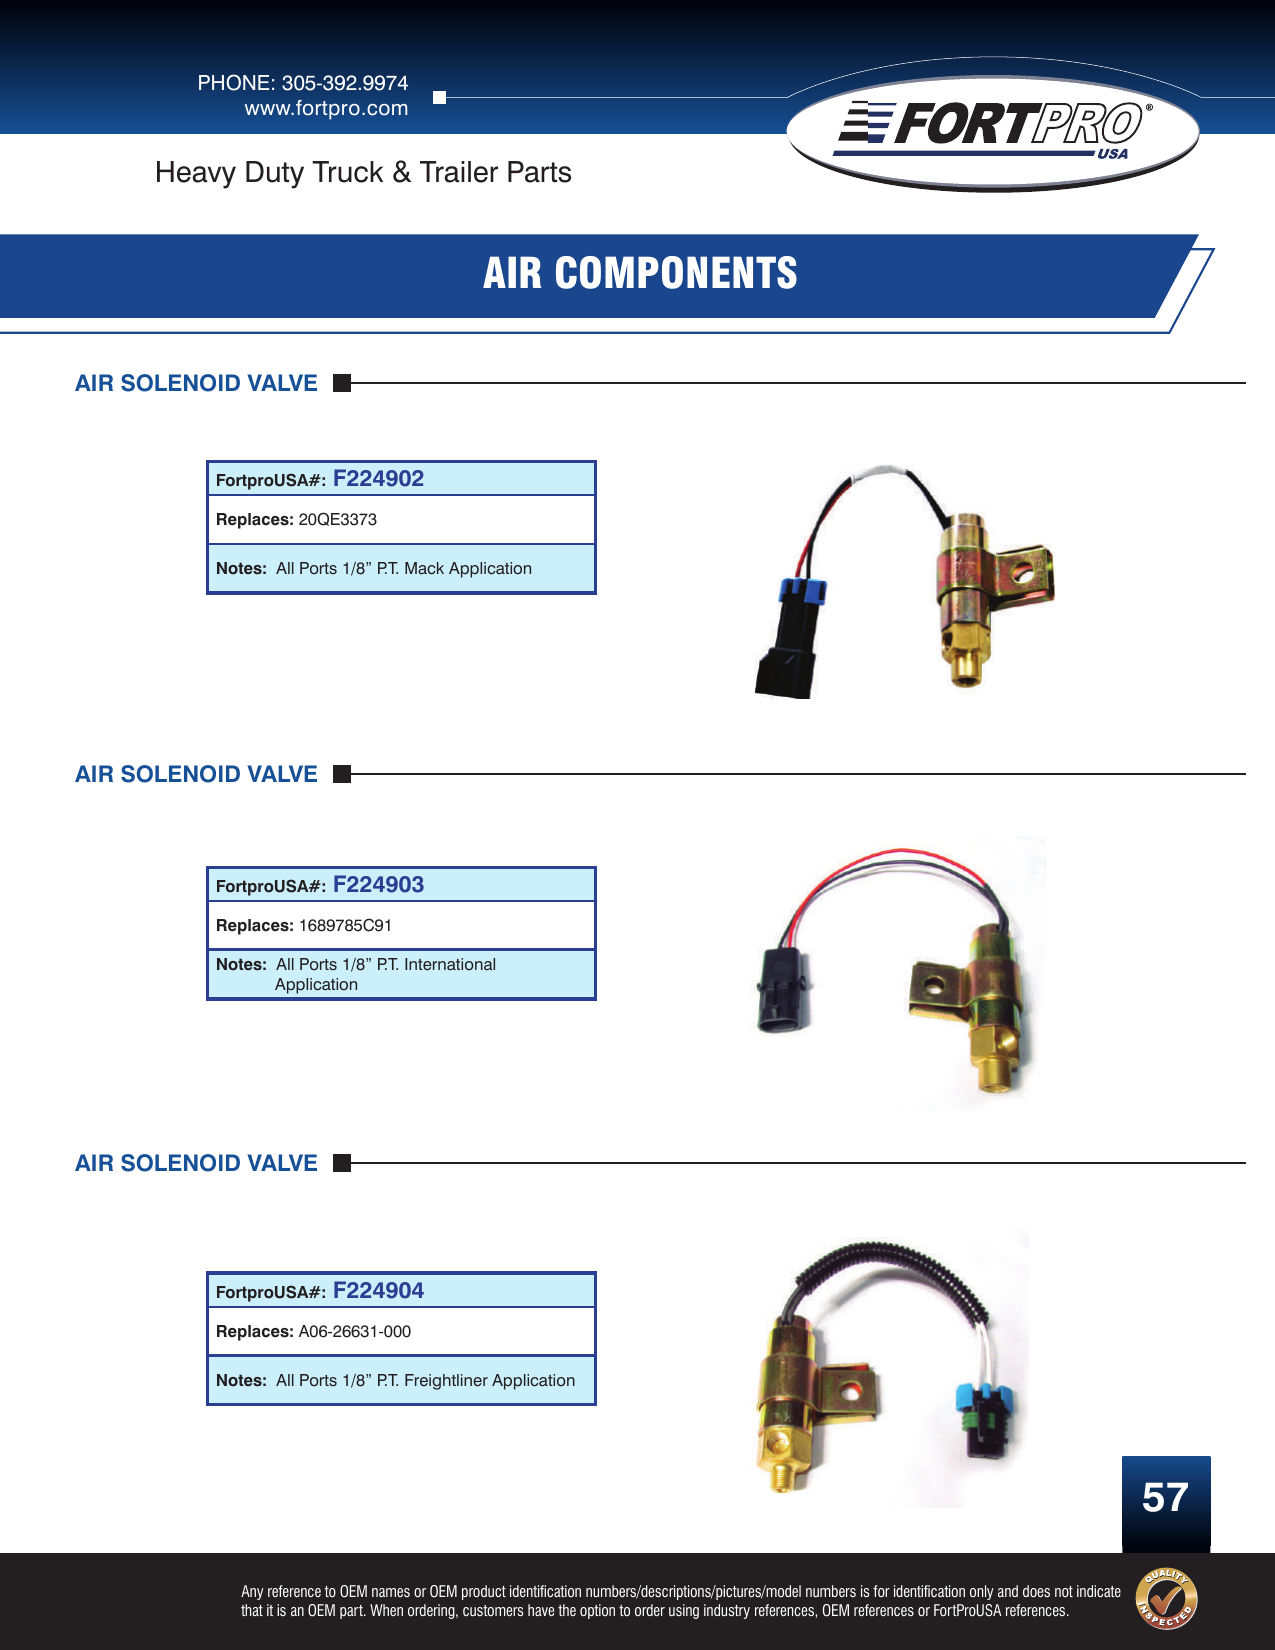 PHONE: 305-392.9974
www.fortpro.com
FORTPRO®
USA
Heavy Duty Truck & Trailer Parts
AIR COMPONENTS
AIR SOLENOID VALVE
FortproUSA#: F224902
Replaces: 20QE3373
Notes: All Ports 1/8” P.T. Mack Application
AIR SOLENOID VALVE
FortproUSA#: F224903
Replaces: 1689785C91
Notes: All Ports 1/8” P.T. International
Application
AIR SOLENOID VALVE
FortproUSA#: F224904
Replaces: A06-26631-000
Notes: All Ports 1/8” P.T. Freightliner Application
57
Any reference to OEM names or OEM product identification numbers/descriptions/pictures/model numbers is for identification only and does not indicate
that it is an OEM part. When ordering, customers have the option to order using industry references, OEM references or FortProUSA references.
QUALITY
INSPECTED